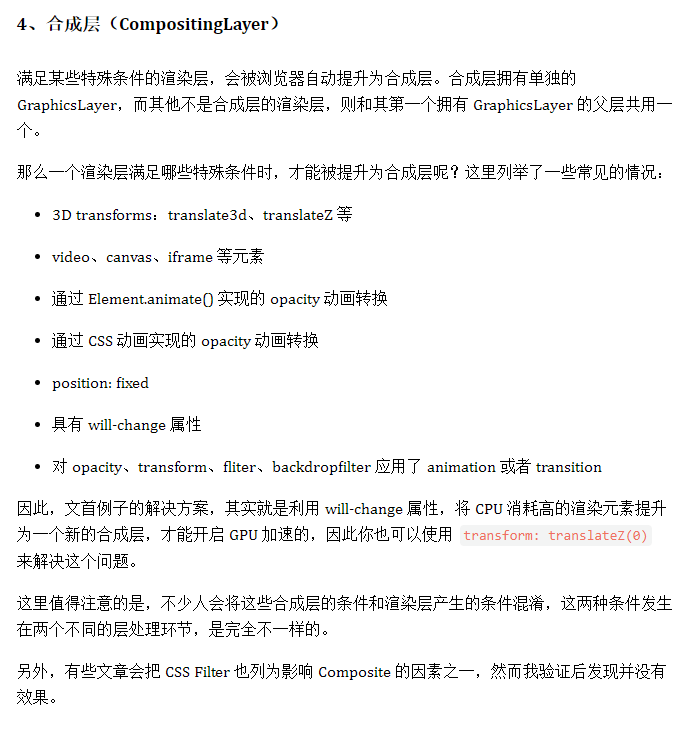 4、合成层（CompositingLayer）
满足某些特殊条件的渲染层，会被浏览器自动提升为合成层。合成层拥有单独的
GraphicsLayer，而其他不是合成层的渲染层，则和其第一个拥有 GraphicsLayer 的父层共用一
个。
那么一个渲染层满足哪些特殊条件时，才能被提升为合成层呢？这里列举了一些常见的情况：
• 3D transforms：translate3d、translateZ 等
• video、canvas、iframe 等元素
• 通过 Element.animate() 实现的 opacity 动画转换
• 通过 CSS 动画实现的 opacity 动画转换
• position: fixed
• 具有 will-change 属性
• 对 opacity、transform、fliter、backdropfilter 应用了 animation 或者 transition
因此，文首例子的解决方案，其实就是利用 will-change 属性，将 CPU 消耗高的渲染元素提升
为一个新的合成层，才能开启 GPU 加速的，因此你也可以使用 transform: translateZ(0)
来解决这个问题。
这里值得注意的是，不少人会将这些合成层的条件和渲染层产生的条件混淆，这两种条件发生
在两个不同的层处理环节，是完全不一样的。
另外，有些文章会把 CSS Filter 也列为影响 Composite 的因素之一，然而我验证后发现并没有
效果。